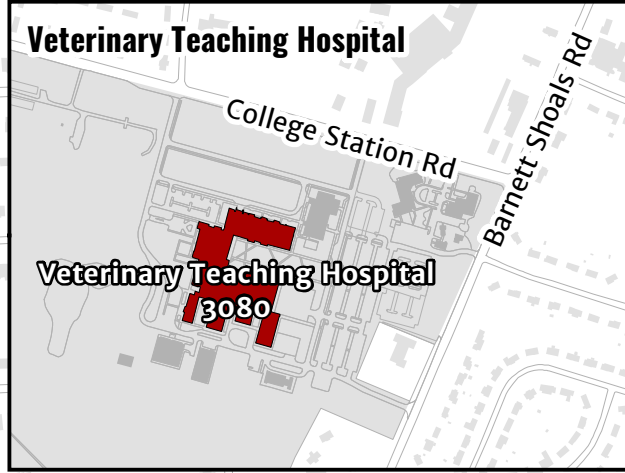 Veterinary Teaching Hospital
College Station Rd
Barnett Shoals Rd
Veterinary Teaching Hospital
3080